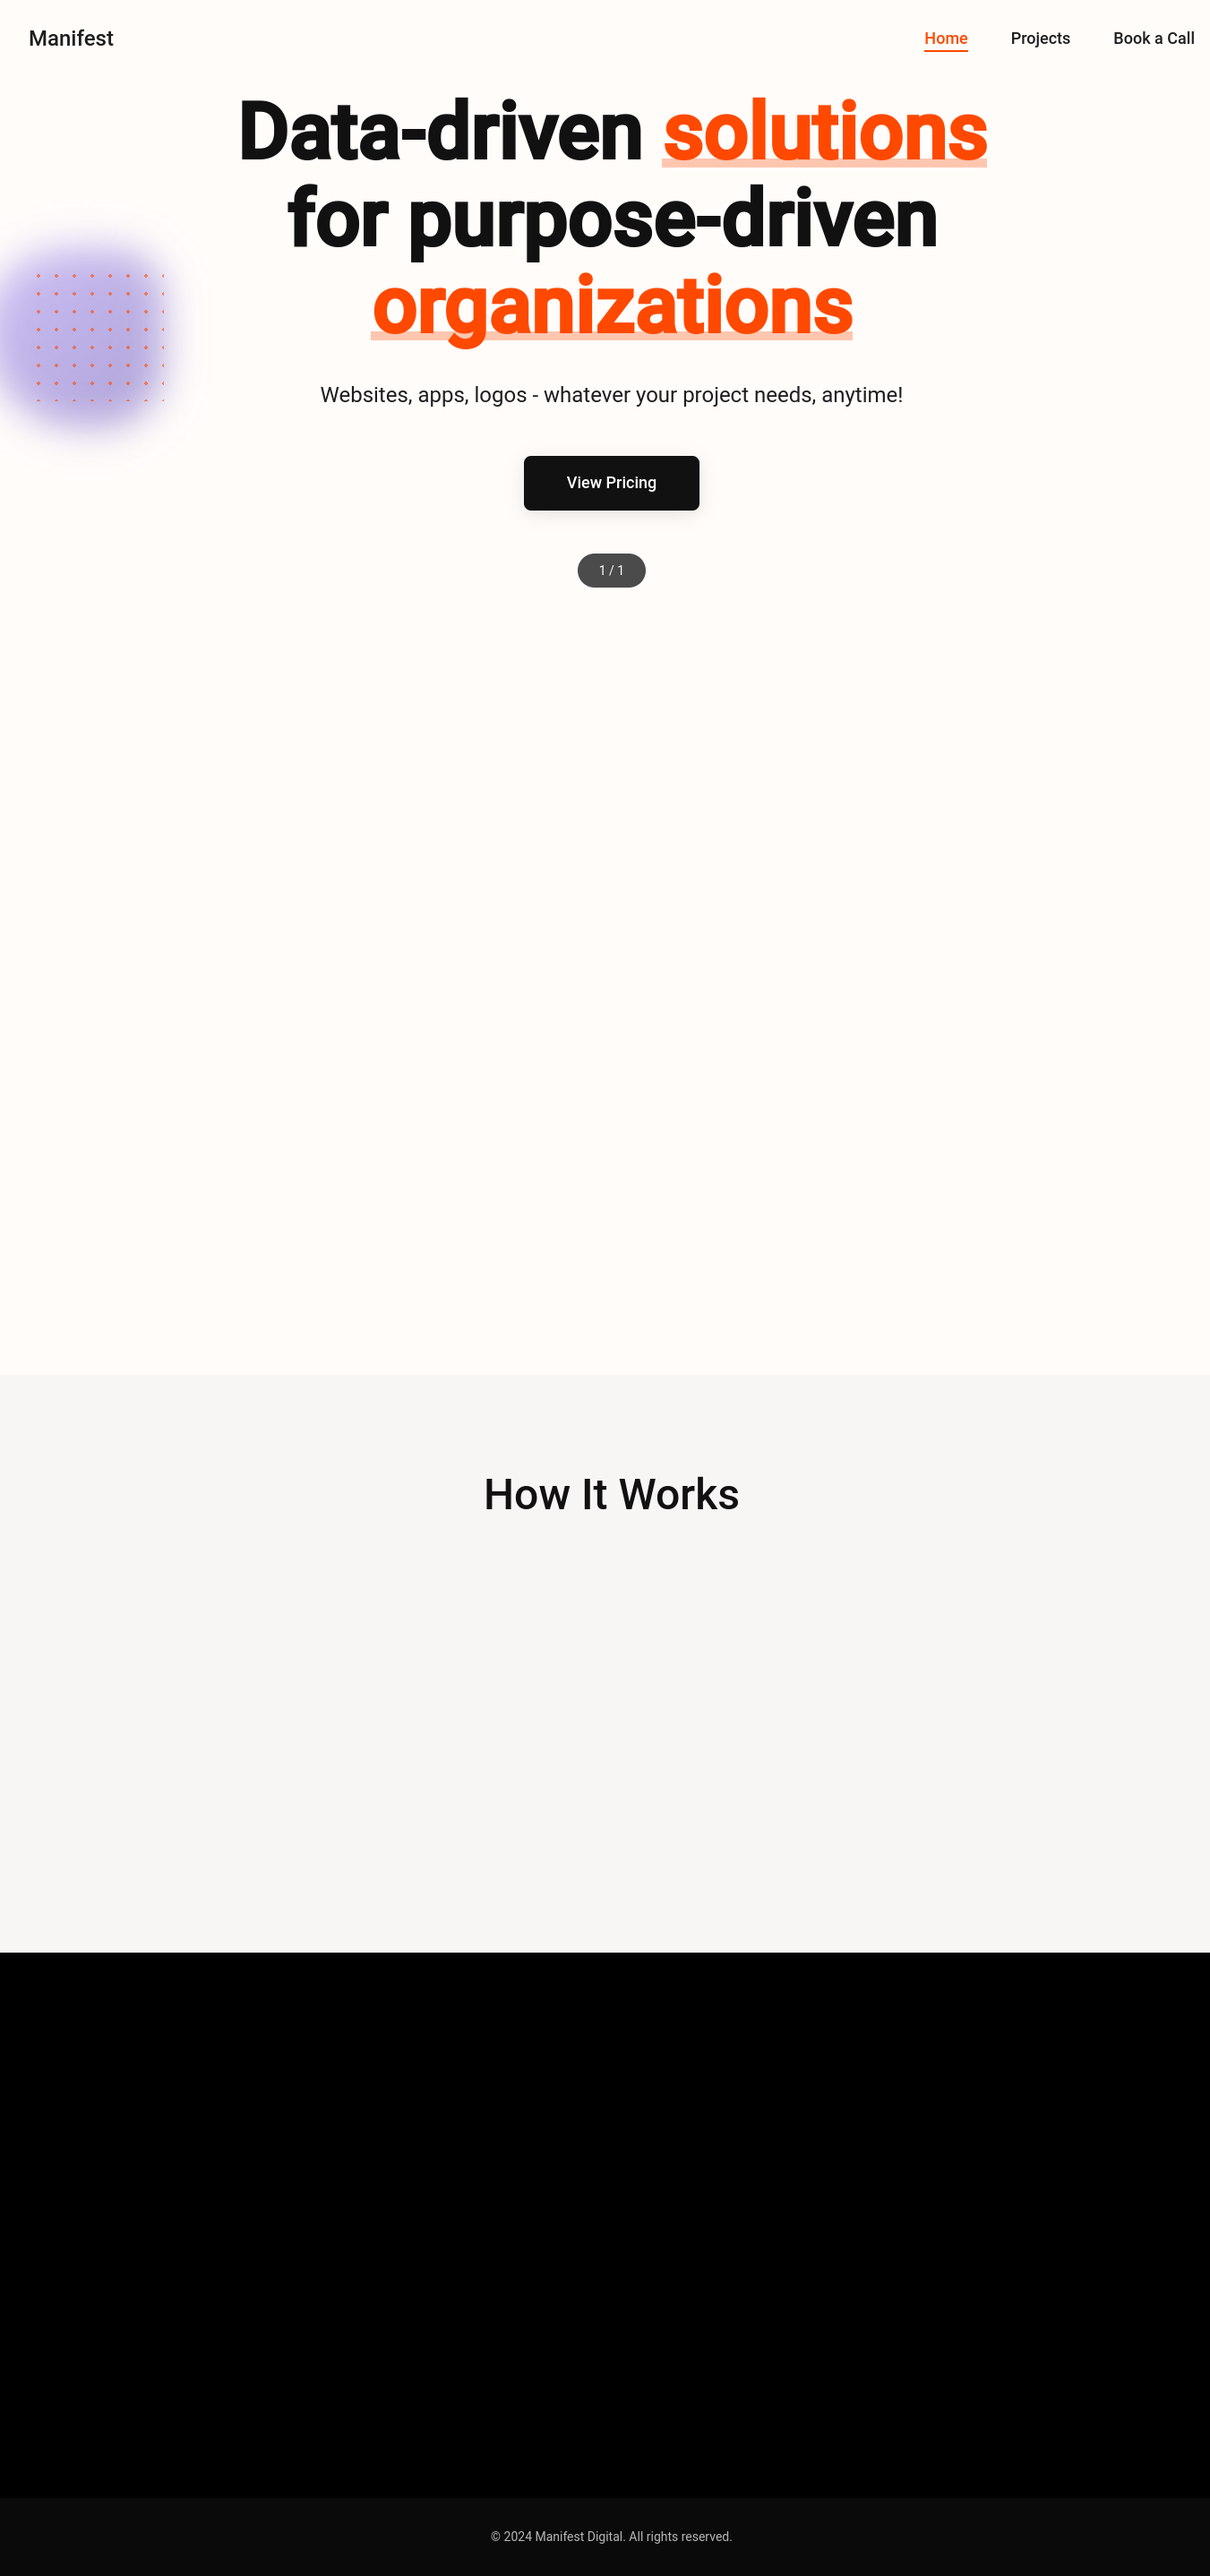 Manifest
Home
Projects
Book a Call
Data-driven solutions
for purpose-driven
organizations
Websites, apps, logos - whatever your project needs, anytime!
View Pricing
1 / 1
How It Works
© 2024 Manifest Digital. All rights reserved.